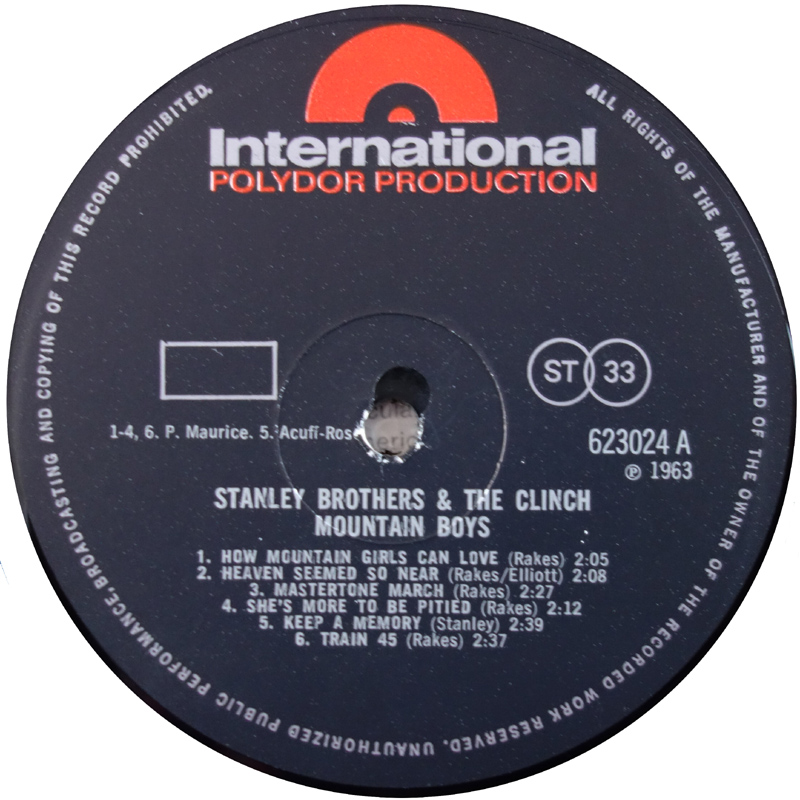 International
POLYDOR PRODUCTION
ALL RIGHTS OF THE MANUFACTURER AND OF THE OWNER OF THE RECORDED WORK RESERVED. UNAUTHORIZED PUBLIC PERFORMANCE, BROADCASTING AND COPYING OF THIS RECORD PROHIBITED.
ST 33
1-4, 6. P. Maurice. 5. Acuff-Ros
623024 A
℗ 1963
STANLEY BROTHERS & THE CLINCH
MOUNTAIN BOYS
1. HOW MOUNTAIN GIRLS CAN LOVE (Rakes) 2:05
2. HEAVEN SEEMED SO NEAR (Rakes/Elliott) 2:08
3. MASTERTONE MARCH (Rakes) 2:27
4. SHE'S MORE TO BE PITIED (Rakes) 2:12
5. KEEP A MEMORY (Stanley) 2:39
6. TRAIN 45 (Rakes) 2:37